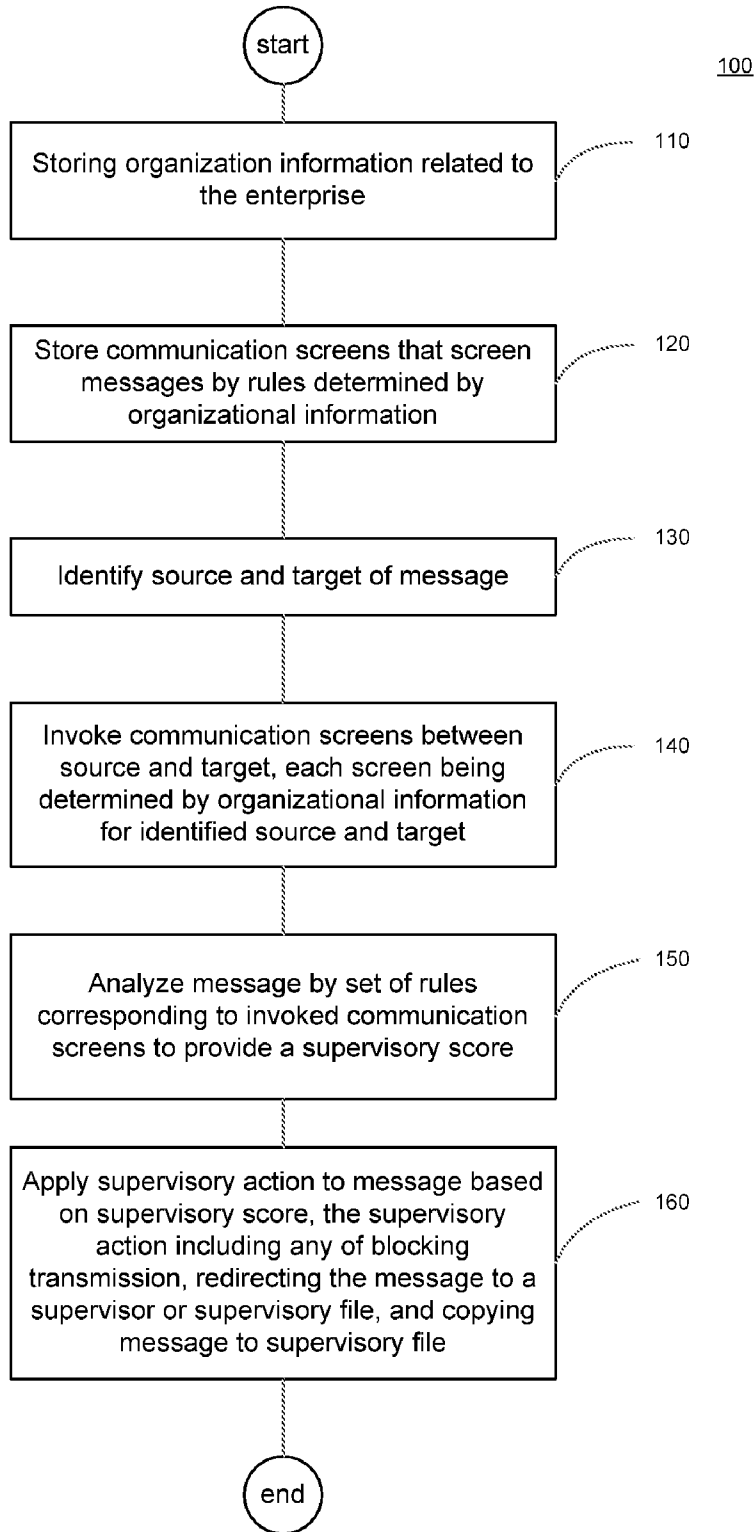 start
100
Storing organization information related to
the enterprise
110
Store communication screens that screen
messages by rules determined by
organizational information
120
Identify source and target of message
130
Invoke communication screens between
source and target, each screen being
determined by organizational information
for identified source and target
140
Analyze message by set of rules
corresponding to invoked communication
screens to provide a supervisory score
150
Apply supervisory action to message based
on supervisory score, the supervisory
action including any of blocking
transmission, redirecting the message to a
supervisor or supervisory file, and copying
message to supervisory file
160
end